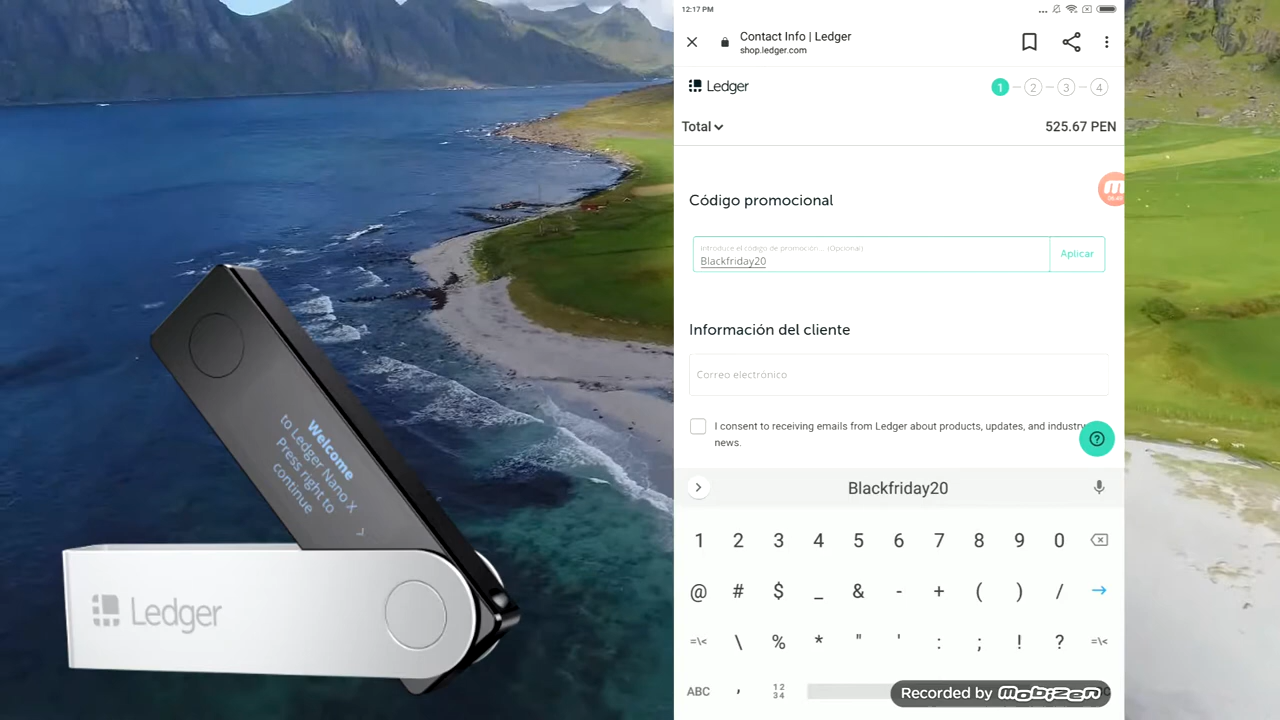 12:17 PM
Contact Info | Ledger
shop.ledger.com
Ledger
1 2 3 4
Total 525.67 PEN
Código promocional
Introduce el código de promoción... (Opcional)
Blackfriday20
Aplicar
Información del cliente
Correo electrónico
I consent to receiving emails from Ledger about products, updates, and industry
news.
Blackfriday20
1 2 3 4 5 6 7 8 9 0
@ # $ _ & - + ( ) /
=\< \ % * " ' : ; ! ? =\<
ABC , 12
34
Recorded by mobizen
Welcome
to Ledger Nano X
Press right to
continue
Ledger